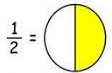 1/2 =